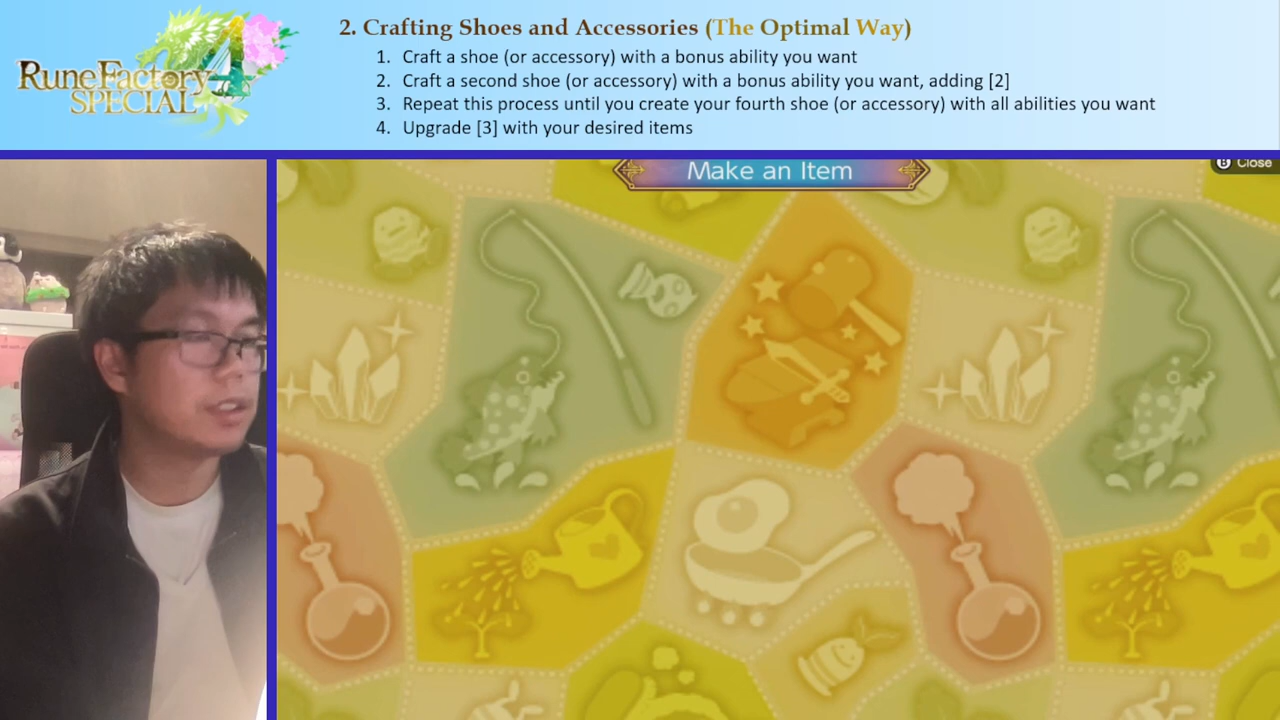 RuneFactory 4
SPECIAL
2. Crafting Shoes and Accessories (The Optimal Way)
1. Craft a shoe (or accessory) with a bonus ability you want
2. Craft a second shoe (or accessory) with a bonus ability you want, adding [2]
3. Repeat this process until you create your fourth shoe (or accessory) with all abilities you want
4. Upgrade [3] with your desired items
Make an Item
B Close